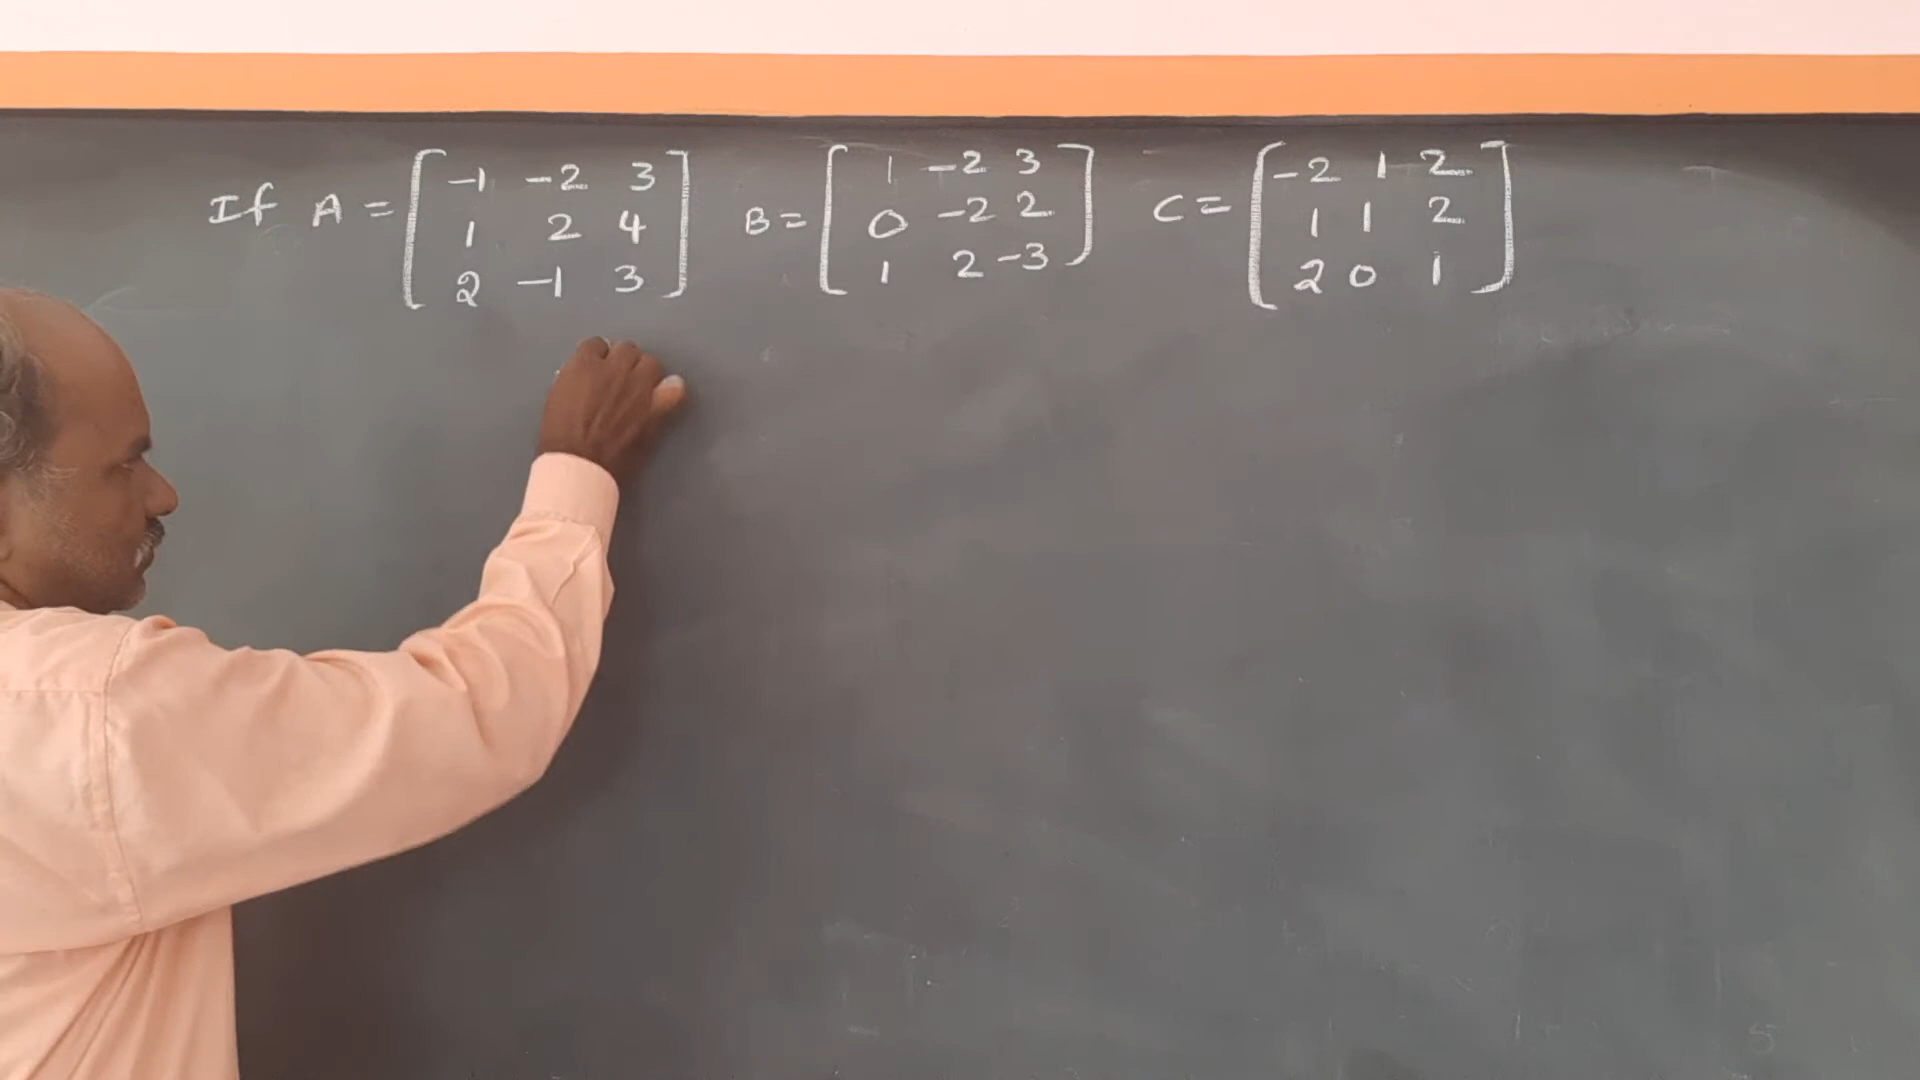 If A = [ -1 -2 3 B = [ 1 -2 3 C = [ -2 1 2
1 2 4 ] 0 -2 2 ] 1 1 2 ]
2 -1 3 1 2 -3 2 0 1